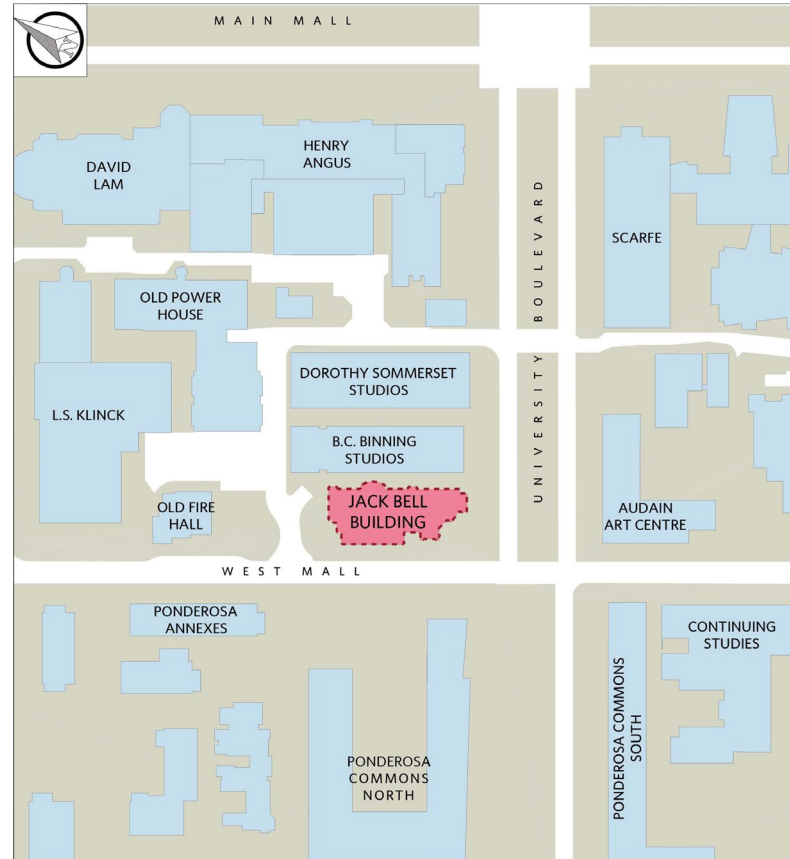 MAIN MALL
DAVID
LAM
HENRY
ANGUS
UNIVERSITY BOULEVARD
SCARFE
OLD POWER
HOUSE
DOROTHY SOMMERSET
STUDIOS
L.S. KLINCK
B.C. BINNING
STUDIOS
OLD FIRE
HALL
JACK BELL
BUILDING
AUDAIN
ART CENTRE
WEST MALL
PONDEROSA
ANNEXES
CONTINUING
STUDIES
PONDEROSA COMMONS
SOUTH
PONDEROSA
COMMONS
NORTH